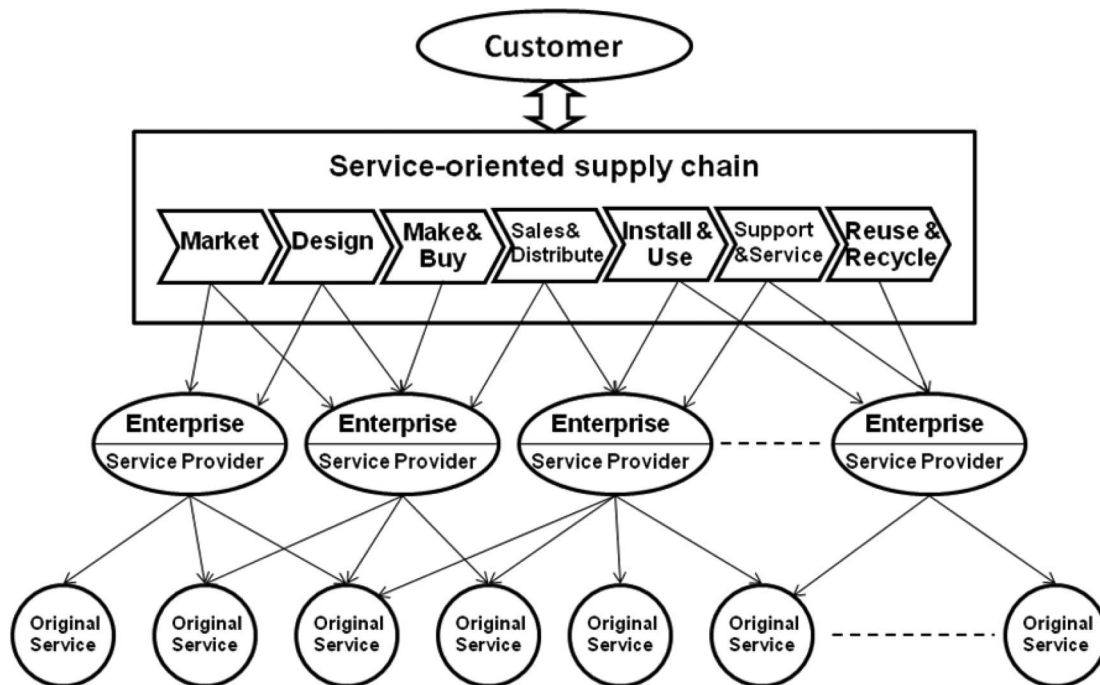 Customer
Service-oriented supply chain
Market
Design
Make&
Buy
Sales&
Distribute
Install &
Use
Support
&Service
Reuse &
Recycle
Enterprise
Service Provider
Enterprise
Service Provider
Enterprise
Service Provider
Enterprise
Service Provider
Original
Service
Original
Service
Original
Service
Original
Service
Original
Service
Original
Service
Original
Service